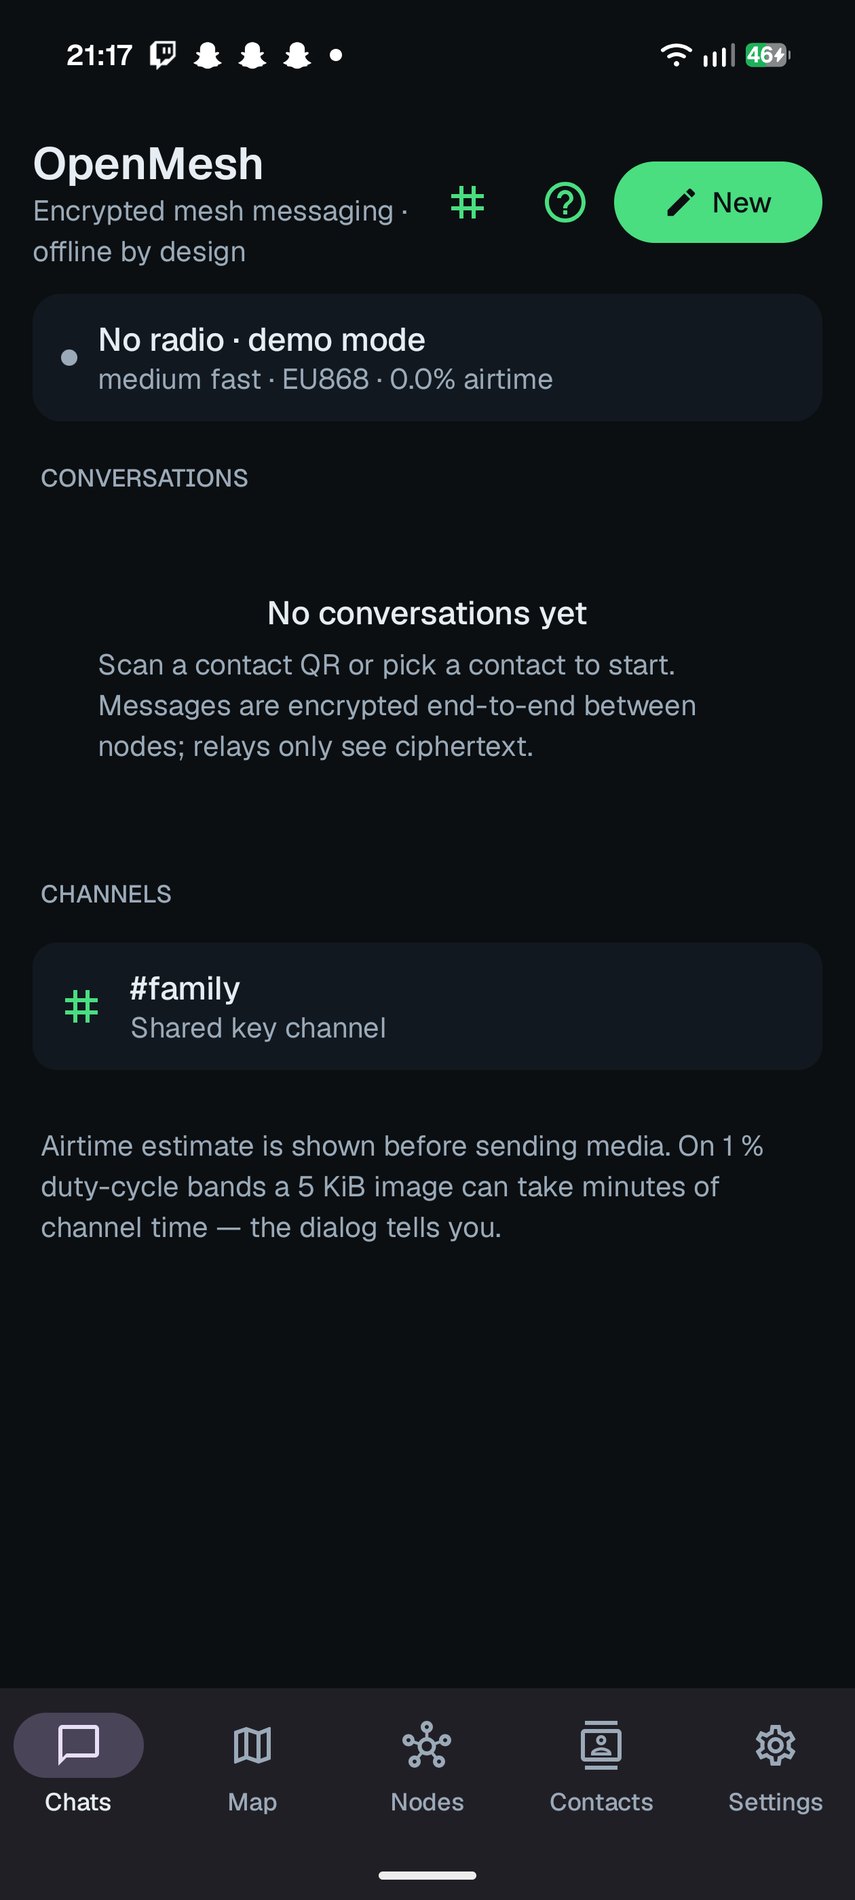 21:17
46
OpenMesh
Encrypted mesh messaging ·
offline by design
New
No radio · demo mode
medium fast · EU868 · 0.0% airtime
CONVERSATIONS
No conversations yet
Scan a contact QR or pick a contact to start.
Messages are encrypted end-to-end between
nodes; relays only see ciphertext.
CHANNELS
#family
Shared key channel
Airtime estimate is shown before sending media. On 1 %
duty-cycle bands a 5 KiB image can take minutes of
channel time — the dialog tells you.
Chats
Map
Nodes
Contacts
Settings